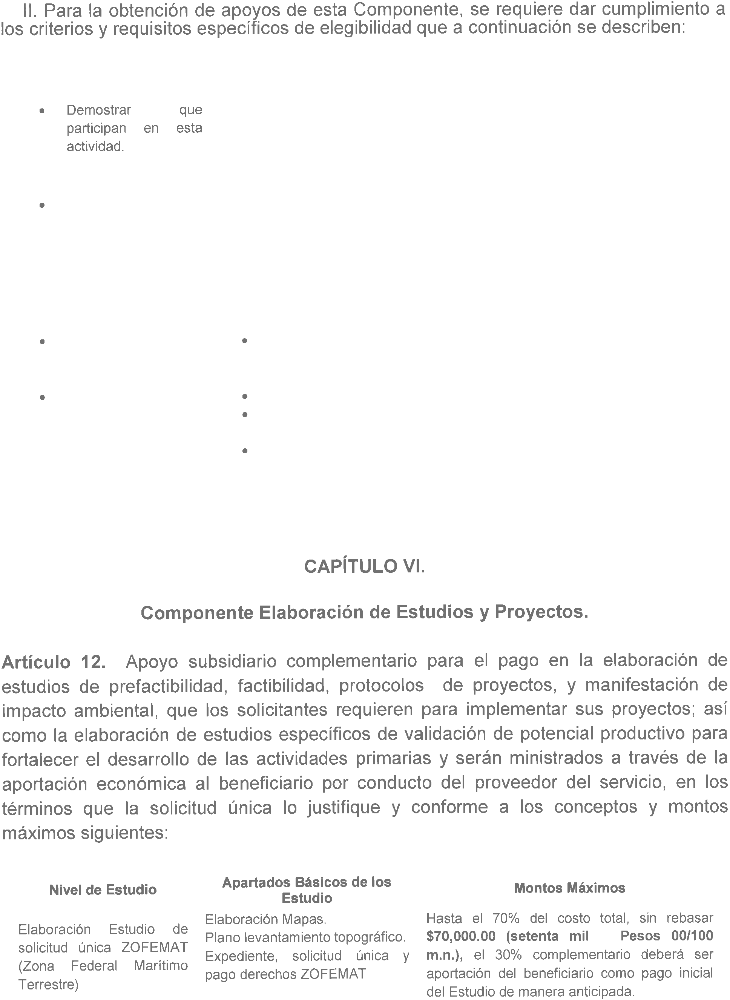 II. Para la obtención de apoyos de esta Componente, se requiere dar cumplimiento a
los criterios y requisitos específicos de elegibilidad que a continuación se describen:
• Demostrar que
participan en esta
actividad.
•
• •
• •
•
•
CAPÍTULO VI.
Componente Elaboración de Estudios y Proyectos.
Artículo 12. Apoyo subsidiario complementario para el pago en la elaboración de
estudios de prefactibilidad, factibilidad, protocolos de proyectos, y manifestación de
impacto ambiental, que los solicitantes requieren para implementar sus proyectos; así
como la elaboración de estudios específicos de validación de potencial productivo para
fortalecer el desarrollo de las actividades primarias y serán ministrados a través de la
aportación económica al beneficiario por conducto del proveedor del servicio, en los
términos que la solicitud única lo justifique y conforme a los conceptos y montos
máximos siguientes:
Nivel de Estudio
Apartados Básicos de los
Estudio
Montos Máximos
Elaboración Estudio de
solicitud única ZOFEMAT
(Zona Federal Marítimo
Terrestre)
Elaboración Mapas.
Plano levantamiento topográfico.
Expediente, solicitud única y
pago derechos ZOFEMAT
Hasta el 70% del costo total, sin rebasar
$70,000.00 (setenta mil Pesos 00/100
m.n.), el 30% complementario deberá ser
aportación del beneficiario como pago inicial
del Estudio de manera anticipada.